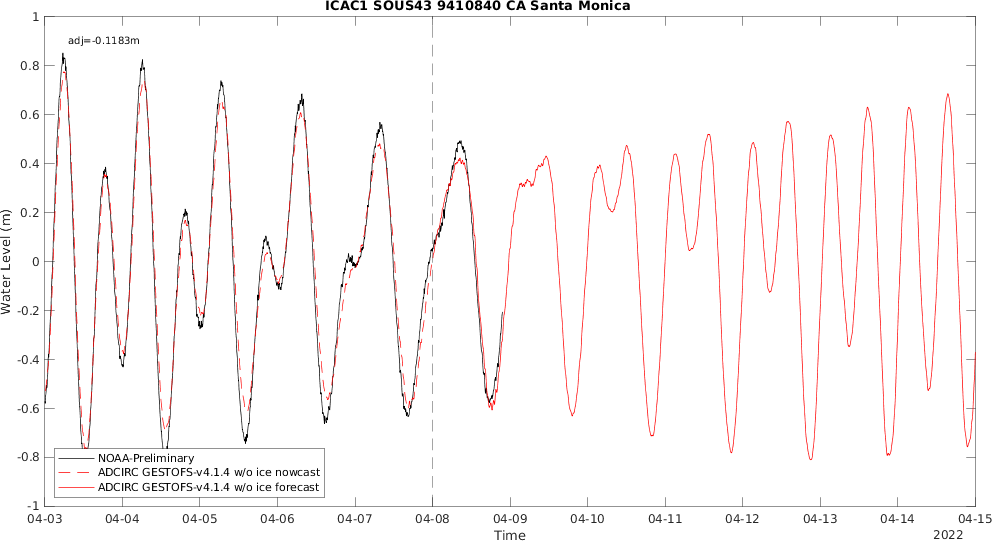 ICAC1 SOUS43 9410840 CA Santa Monica
adj=-0.1183m
1
0.8
0.6
0.4
0.2
0
-0.2
-0.4
-0.6
-0.8
-1
Water Level (m)
NOAA-Preliminary
ADCIRC GESTOFS-v4.1.4 w/o ice nowcast
ADCIRC GESTOFS-v4.1.4 w/o ice forecast
04-03 04-04 04-05 04-06 04-07 04-08 04-09 04-10 04-11 04-12 04-13 04-14 04-15
Time
2022